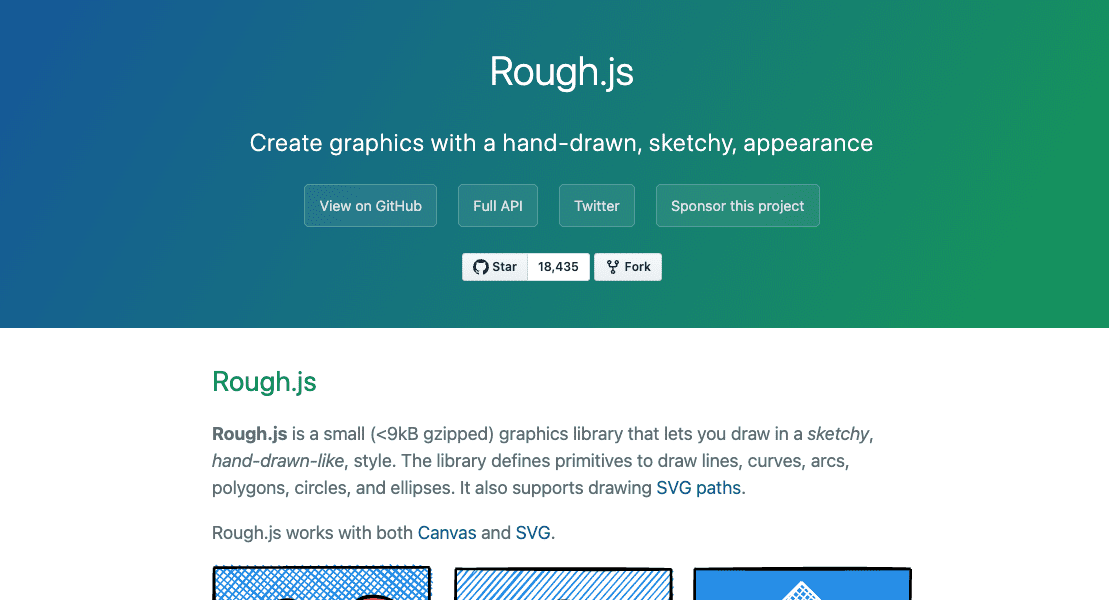 Rough.js
Create graphics with a hand-drawn, sketchy, appearance
View on GitHub Full API Twitter Sponsor this project
Star 18,435 Fork
Rough.js
Rough.js is a small (<9kB gzipped) graphics library that lets you draw in a sketchy,
hand-drawn-like, style. The library defines primitives to draw lines, curves, arcs,
polygons, circles, and ellipses. It also supports drawing SVG paths.
Rough.js works with both Canvas and SVG.